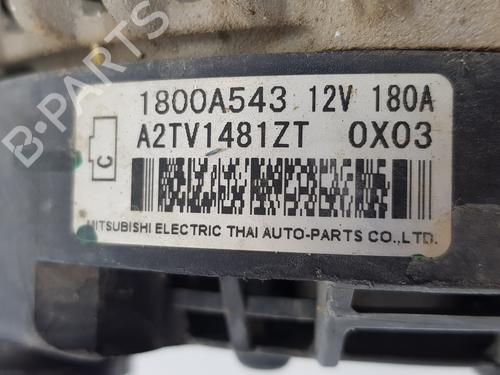 1800A543 12V 180A
C A2TV1481ZT 0X03
MITSUBISHI ELECTRIC THAI AUTO-PARTS CO.,LTD.
B-PARTS